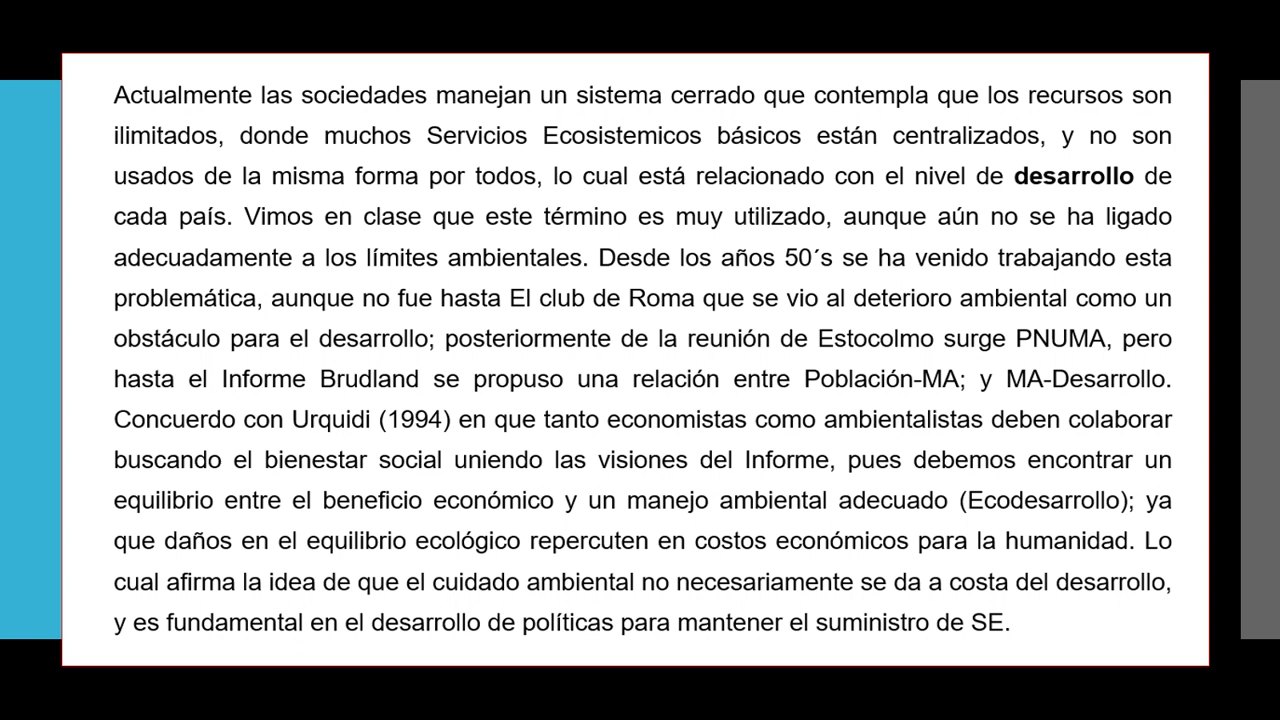 Actualmente las sociedades manejan un sistema cerrado que contempla que los recursos son
ilimitados, donde muchos Servicios Ecosistemicos básicos están centralizados, y no son
usados de la misma forma por todos, lo cual está relacionado con el nivel de desarrollo de
cada país. Vimos en clase que este término es muy utilizado, aunque aún no se ha ligado
adecuadamente a los límites ambientales. Desde los años 50´s se ha venido trabajando esta
problemática, aunque no fue hasta El club de Roma que se vio al deterioro ambiental como un
obstáculo para el desarrollo; posteriormente de la reunión de Estocolmo surge PNUMA, pero
hasta el Informe Brudland se propuso una relación entre Población-MA; y MA-Desarrollo.
Concuerdo con Urquidi (1994) en que tanto economistas como ambientalistas deben colaborar
buscando el bienestar social uniendo las visiones del Informe, pues debemos encontrar un
equilibrio entre el beneficio económico y un manejo ambiental adecuado (Ecodesarrollo); ya
que daños en el equilibrio ecológico repercuten en costos económicos para la humanidad. Lo
cual afirma la idea de que el cuidado ambiental no necesariamente se da a costa del desarrollo,
y es fundamental en el desarrollo de políticas para mantener el suministro de SE.